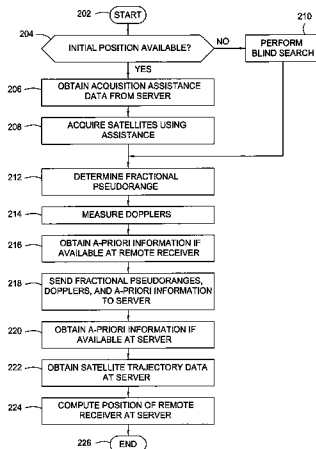 202
START
204
INITIAL POSITION AVAILABLE?
NO
210
PERFORM
BLIND SEARCH
YES
206
OBTAIN ACQUISITION ASSISTANCE
DATA FROM SERVER
208
ACQUIRE SATELLITES USING
ASSISTANCE
212
DETERMINE FRACTIONAL
PSEUDORANGE
214
MEASURE DOPPLERS
216
OBTAIN A-PRIORI INFORMATION IF
AVAILABLE AT REMOTE RECEIVER
218
SEND FRACTIONAL PSEUDORANGES,
DOPPLERS, AND A-PRIORI INFORMATION
TO SERVER
220
OBTAIN A-PRIORI INFORMATION IF
AVAILABLE AT SERVER
222
OBTAIN SATELLITE TRAJECTORY DATA
AT SERVER
224
COMPUTE POSITION OF REMOTE
RECEIVER AT SERVER
226
END